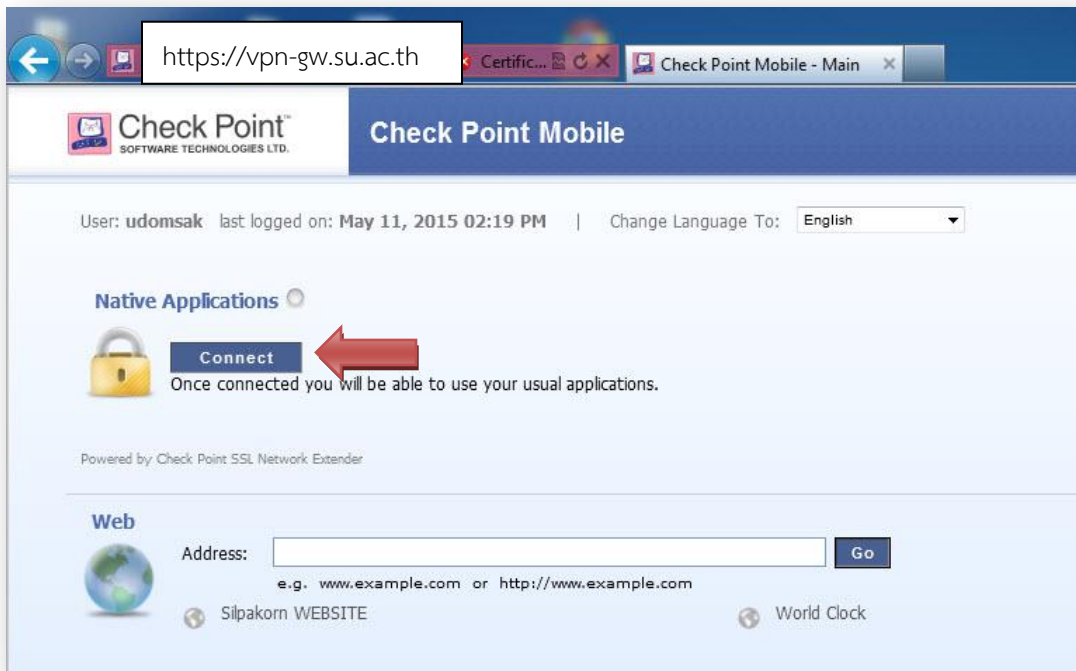 https://vpn-gw.su.ac.th
Certific...
Check Point Mobile - Main
Check Point™
SOFTWARE TECHNOLOGIES LTD.
Check Point Mobile
User: udomsak last logged on: May 11, 2015 02:19 PM | Change Language To: English
Native Applications
Connect
Once connected you will be able to use your usual applications.
Powered by Check Point SSL Network Extender
Web
Address: Go
e.g. www.example.com or http://www.example.com
Silpakorn WEBSITE World Clock